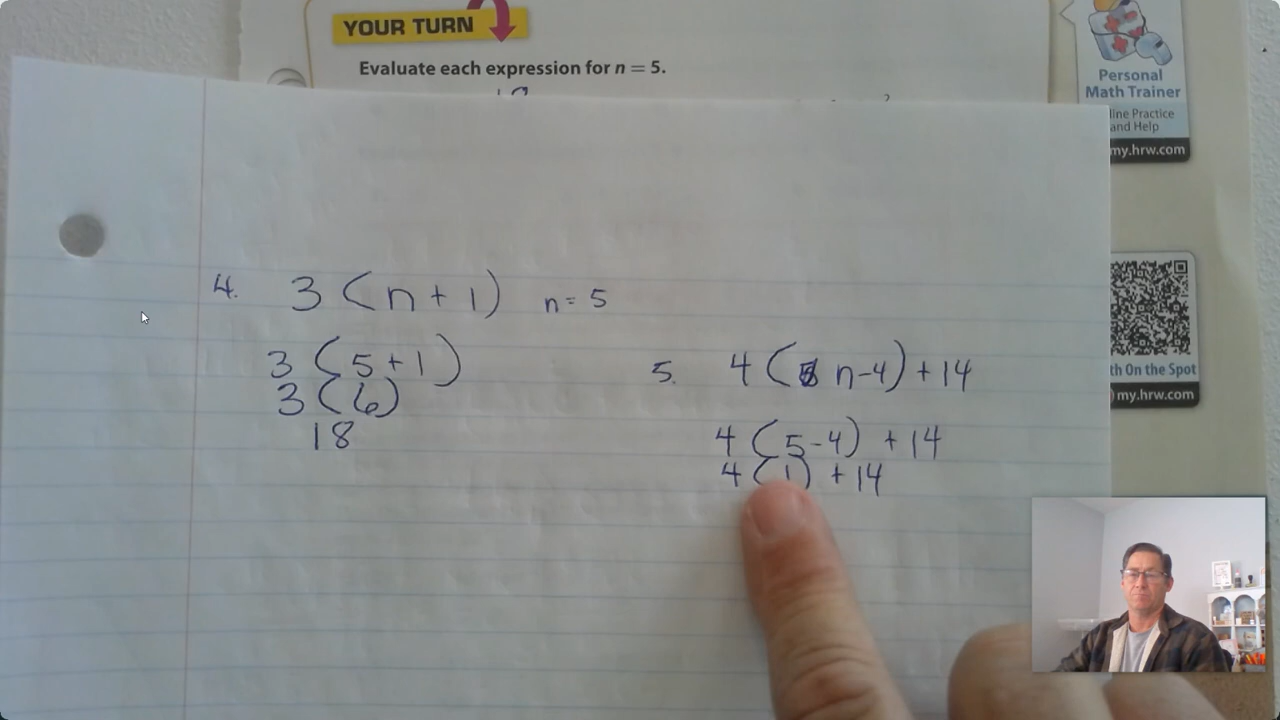 YOUR TURN
Evaluate each expression for n = 5.
Personal
Math Trainer
line Practice
and Help
my.hrw.com
4. 3 (n + 1) n = 5
3 (5 + 1)
3 (6)
18
5. 4 ( n - 4) + 14
4 (5 - 4) + 14
4 (1) + 14
th On the Spot
my.hrw.com